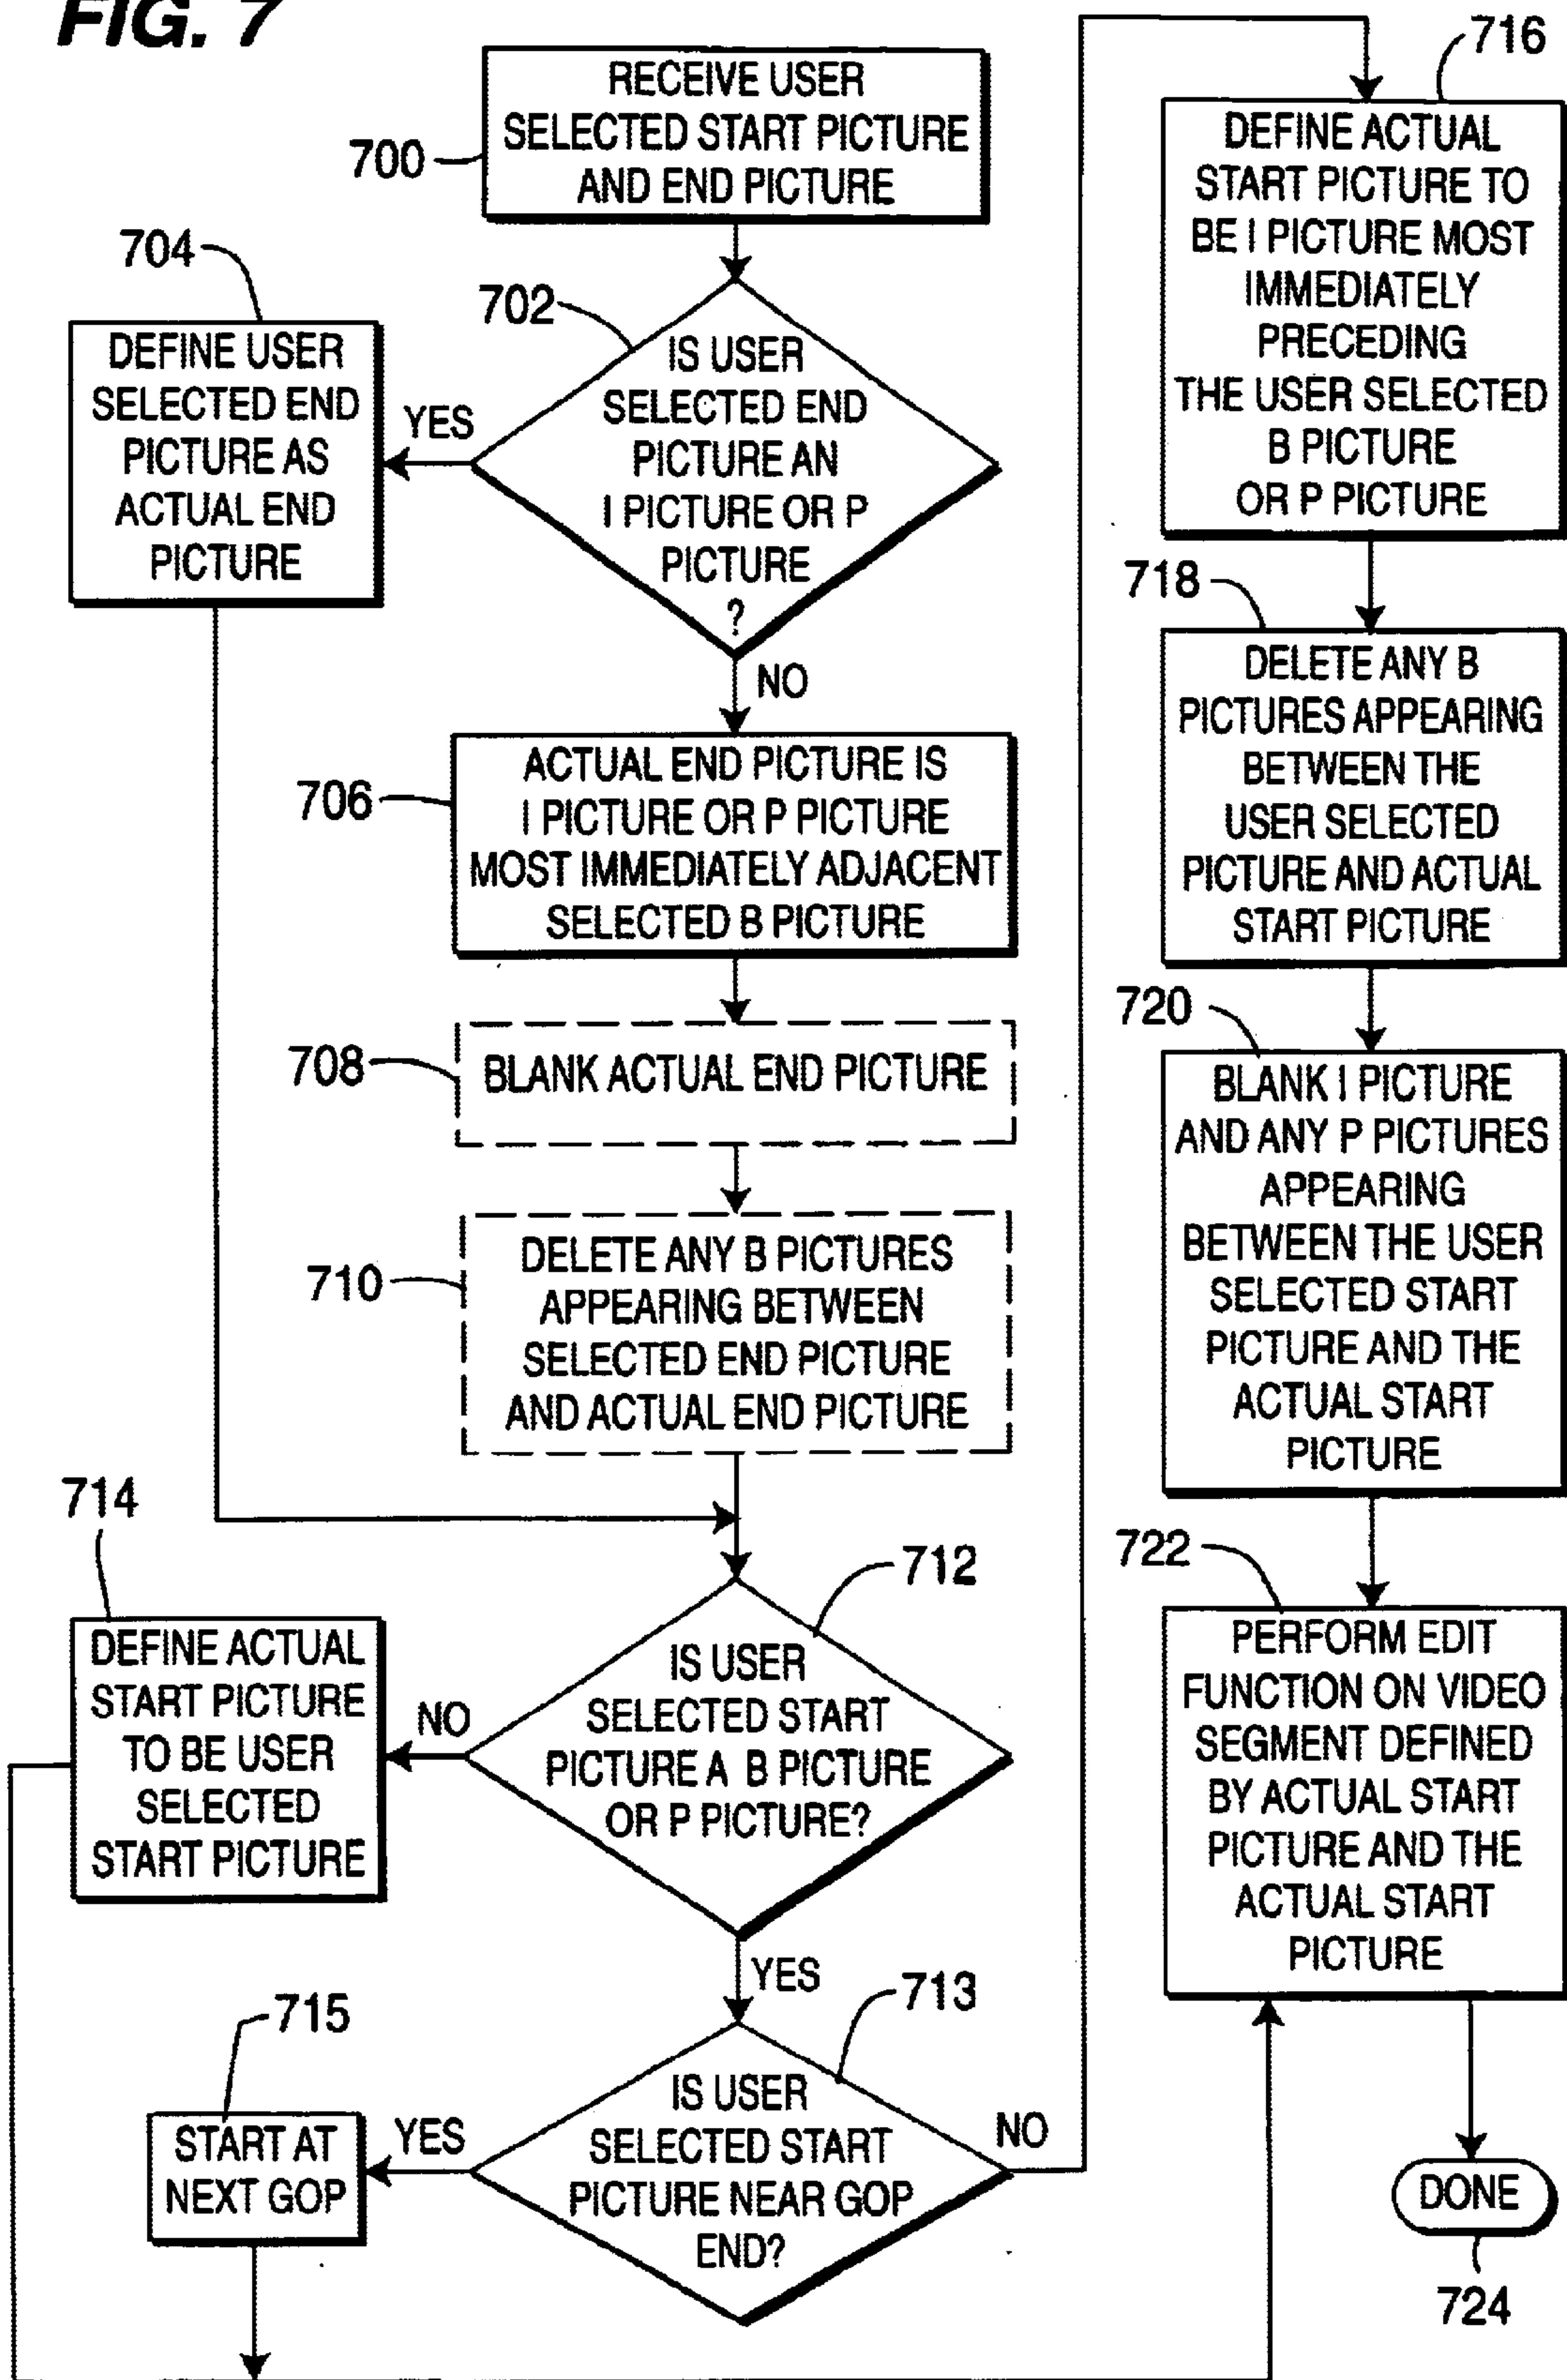 FIG. 7
RECEIVE USER
SELECTED START PICTURE
AND END PICTURE
700
702
IS USER
SELECTED END
PICTURE AN
I PICTURE OR P
PICTURE
?
YES
NO
704
DEFINE USER
SELECTED END
PICTURE AS
ACTUAL END
PICTURE
706
ACTUAL END PICTURE IS
I PICTURE OR P PICTURE
MOST IMMEDIATELY ADJACENT
SELECTED B PICTURE
708
BLANK ACTUAL END PICTURE
710
DELETE ANY B PICTURES
APPEARING BETWEEN
SELECTED END PICTURE
AND ACTUAL END PICTURE
712
IS USER
SELECTED START
PICTURE A B PICTURE
OR P PICTURE?
NO
YES
714
DEFINE ACTUAL
START PICTURE
TO BE USER
SELECTED
START PICTURE
713
IS USER
SELECTED START
PICTURE NEAR GOP
END?
YES
NO
715
START AT
NEXT GOP
716
DEFINE ACTUAL
START PICTURE TO
BE I PICTURE MOST
IMMEDIATELY
PRECEDING
THE USER SELECTED
B PICTURE
OR P PICTURE
718
DELETE ANY B
PICTURES APPEARING
BETWEEN THE
USER SELECTED
PICTURE AND ACTUAL
START PICTURE
720
BLANK I PICTURE
AND ANY P PICTURES
APPEARING
BETWEEN THE USER
SELECTED START
PICTURE AND THE
ACTUAL START
PICTURE
722
PERFORM EDIT
FUNCTION ON VIDEO
SEGMENT DEFINED
BY ACTUAL START
PICTURE AND THE
ACTUAL START
PICTURE
DONE
724